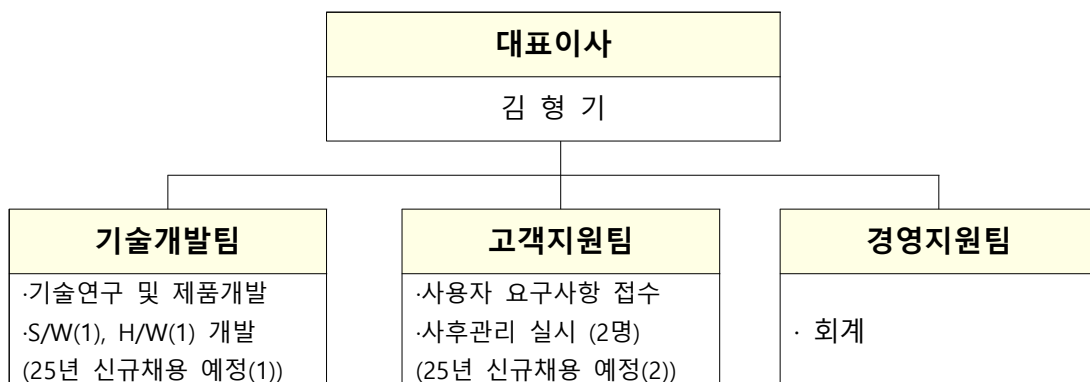 대표이사
김 형 기
기술개발팀
·기술연구 및 제품개발
·S/W(1), H/W(1) 개발
(25년 신규채용 예정(1))
고객지원팀
·사용자 요구사항 접수
·사후관리 실시 (2명)
(25년 신규채용 예정(2))
경영지원팀
· 회계